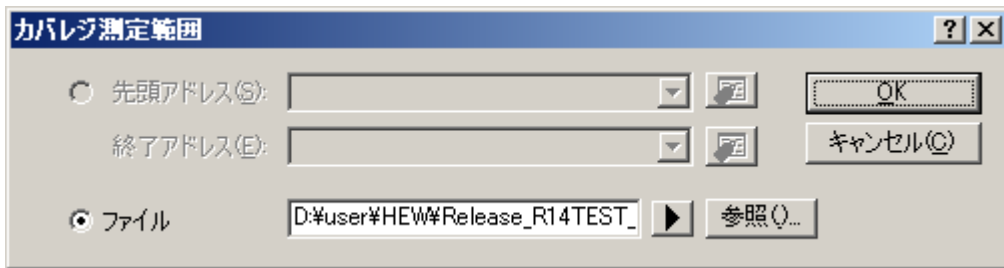 カバレジ測定範囲
先頭アドレス(S):
OK
終了アドレス(E):
キャンセル(C)
ファイル
D:¥user¥HEW¥Release_R14TEST_
参照()...